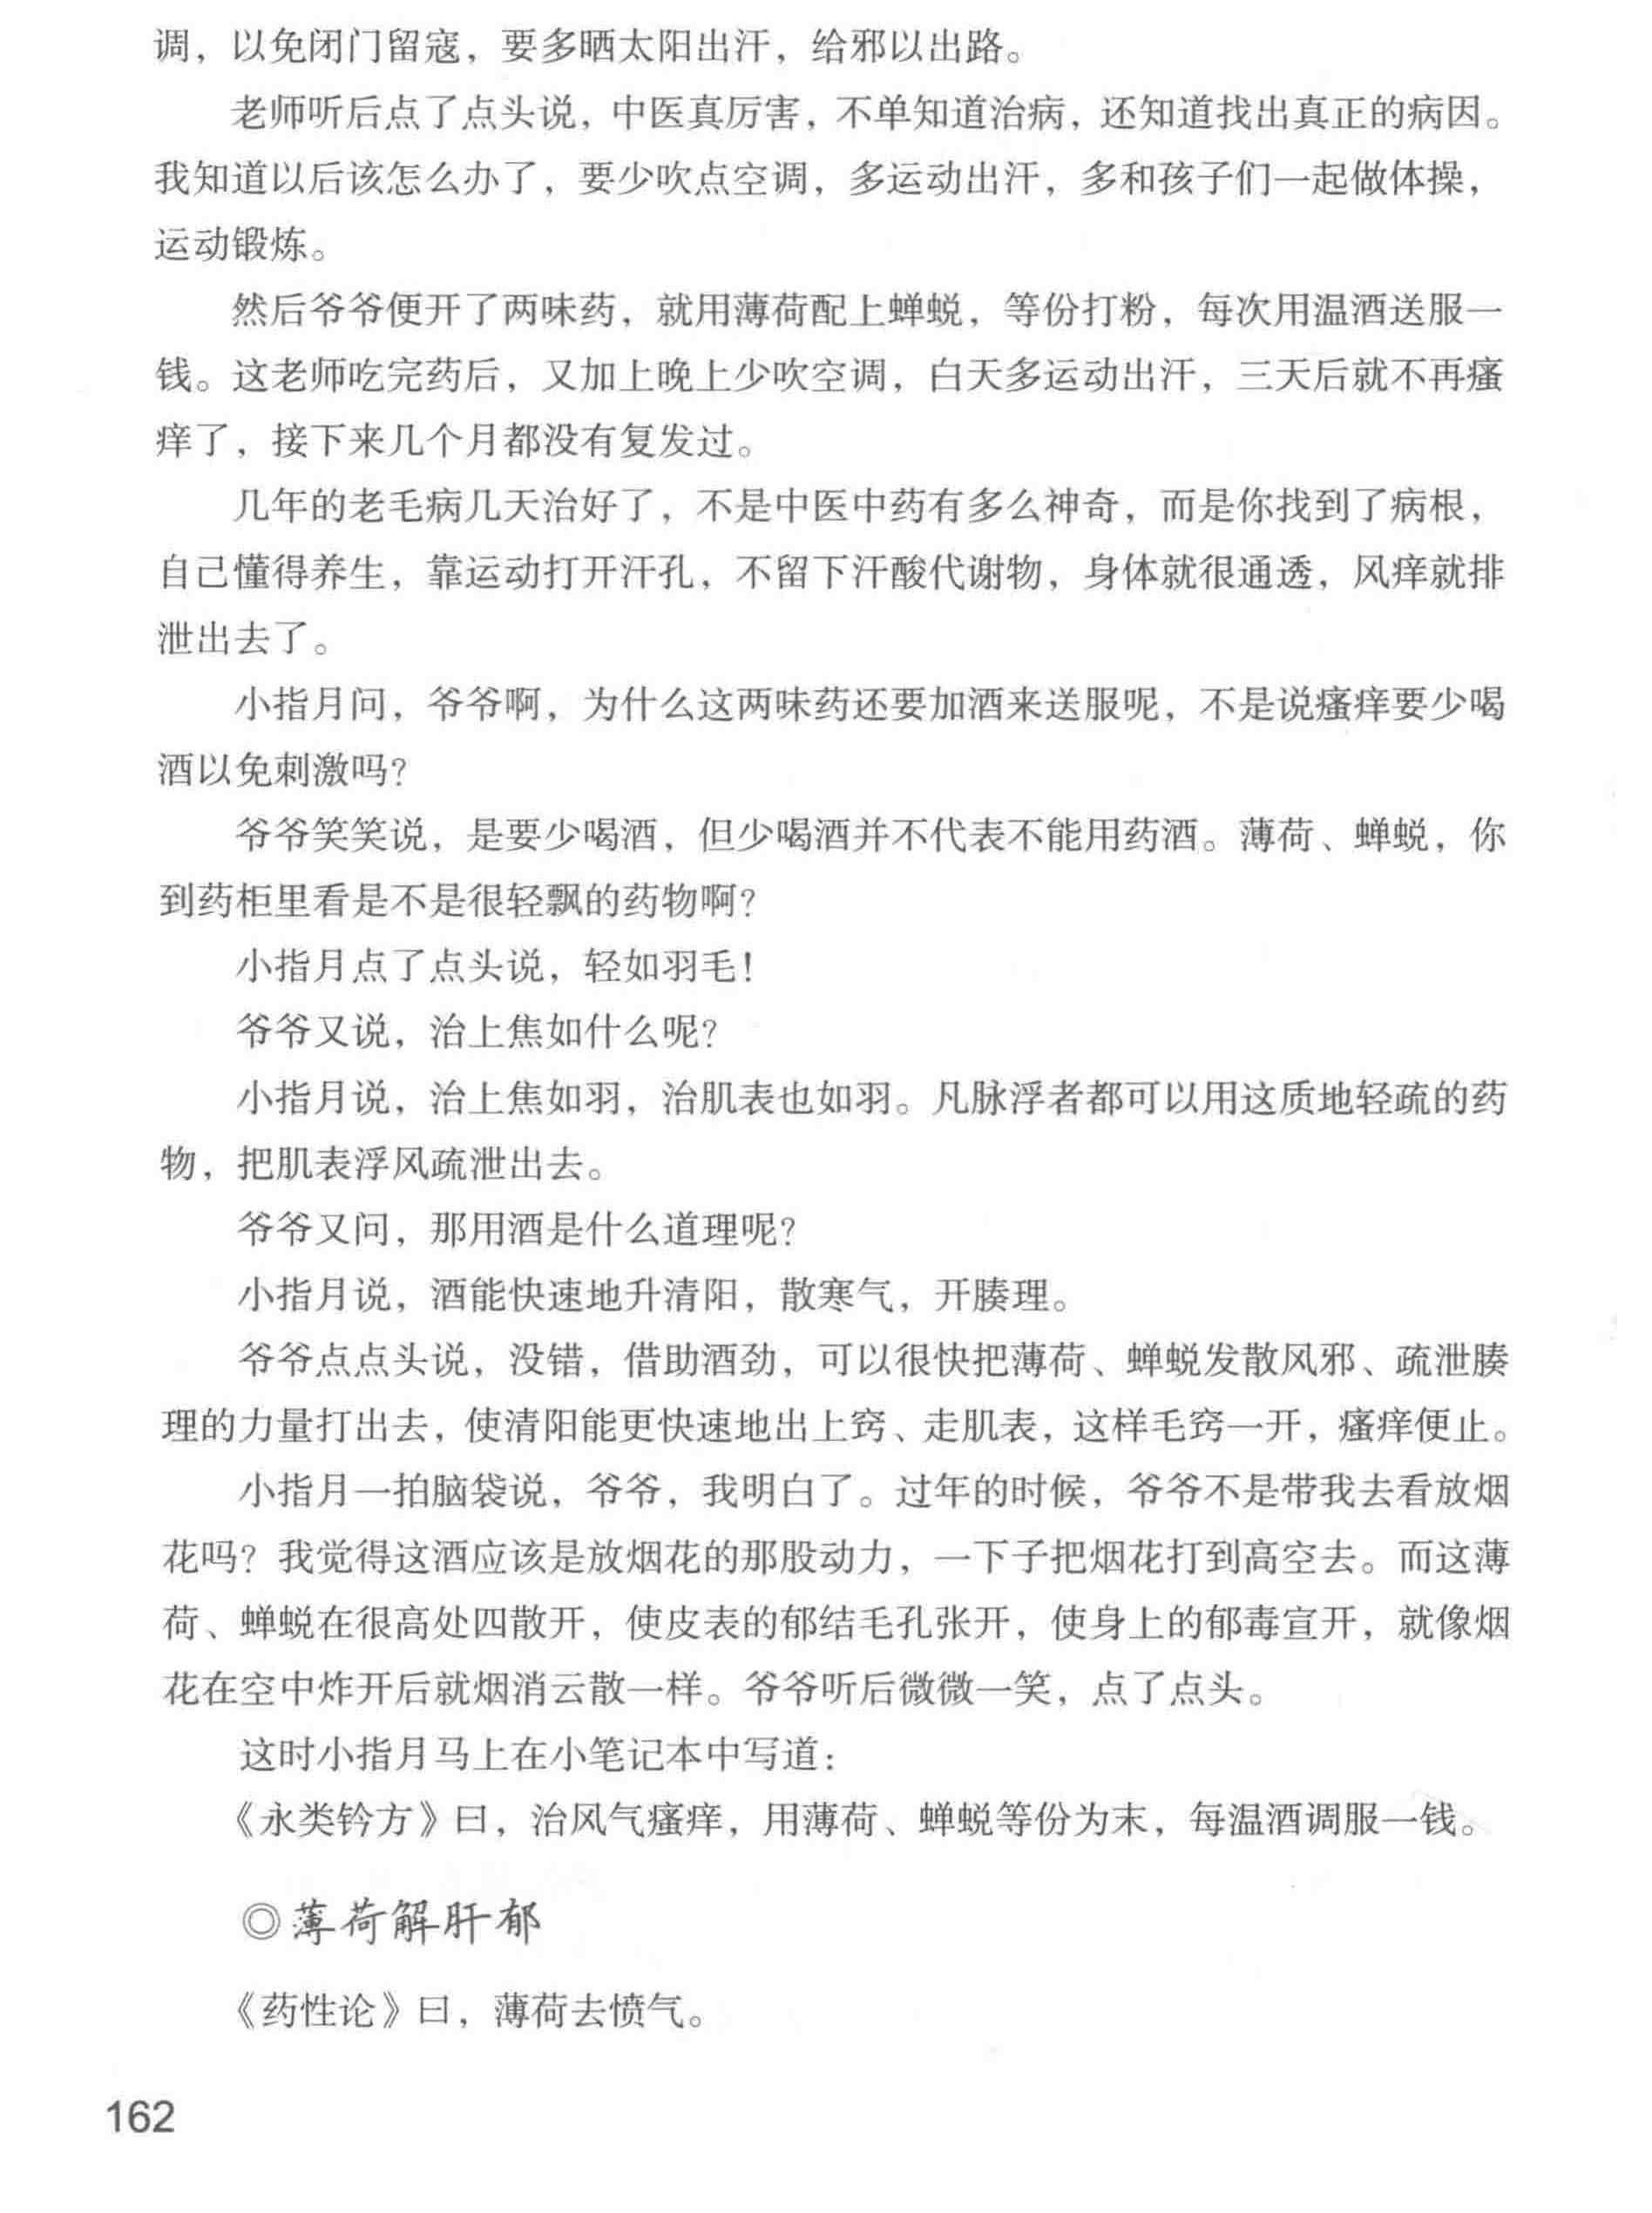 调，以免闭门留寇，要多晒太阳出汗，给邪以出路。
老师听后点了点头说，中医真厉害，不单知道治病，还知道找出真正的病因。
我知道以后该怎么办了，要少吹点空调，多运动出汗，多和孩子们一起做体操，
运动锻炼。
然后爷爷便开了两味药，就用薄荷配上蝉蜕，等份打粉，每次用温酒送服一
钱。这老师吃完药后，又加上晚上少吹空调，白天多运动出汗，三天后就不再瘙
痒了，接下来几个月都没有复发过。
几年的老毛病几天治好了，不是中医中药有多么神奇，而是你找到了病根，
自己懂得养生，靠运动打开汗孔，不留下汗酸代谢物，身体就很通透，风痒就排
泄出去了。
小指月问，爷爷啊，为什么这两味药还要加酒来送服呢，不是说瘙痒要少喝
酒以免刺激吗？
爷爷笑笑说，是要少喝酒，但少喝酒并不代表不能用药酒。薄荷、蝉蜕，你
到药柜里看是不是很轻飘的药物啊？
小指月点了点头说，轻如羽毛！
爷爷又说，治上焦如什么呢？
小指月说，治上焦如羽，治肌表也如羽。凡脉浮者都可以用这质地轻疏的药
物，把肌表浮风疏泄出去。
爷爷又问，那用酒是什么道理呢？
小指月说，酒能快速地升清阳，散寒气，开腠理。
爷爷点点头说，没错，借助酒劲，可以很快把薄荷、蝉蜕发散风邪、疏泄腠
理的力量打出去，使清阳能更快速地出上窍、走肌表，这样毛窍一开，瘙痒便止。
小指月一拍脑袋说，爷爷，我明白了。过年的时候，爷爷不是带我去看放烟
花吗？我觉得这酒应该是放烟花的那股动力，一下子把烟花打到高空去。而这薄
荷、蝉蜕在很高处四散开，使皮表的郁结毛孔张开，使身上的郁毒宣开，就像烟
花在空中炸开后就烟消云散一样。爷爷听后微微一笑，点了点头。
这时小指月马上在小笔记本中写道：
《永类钤方》曰，治风气瘙痒，用薄荷、蝉蜕等份为末，每温酒调服一钱。
◎薄荷解肝郁
《药性论》曰，薄荷去愤气。
162